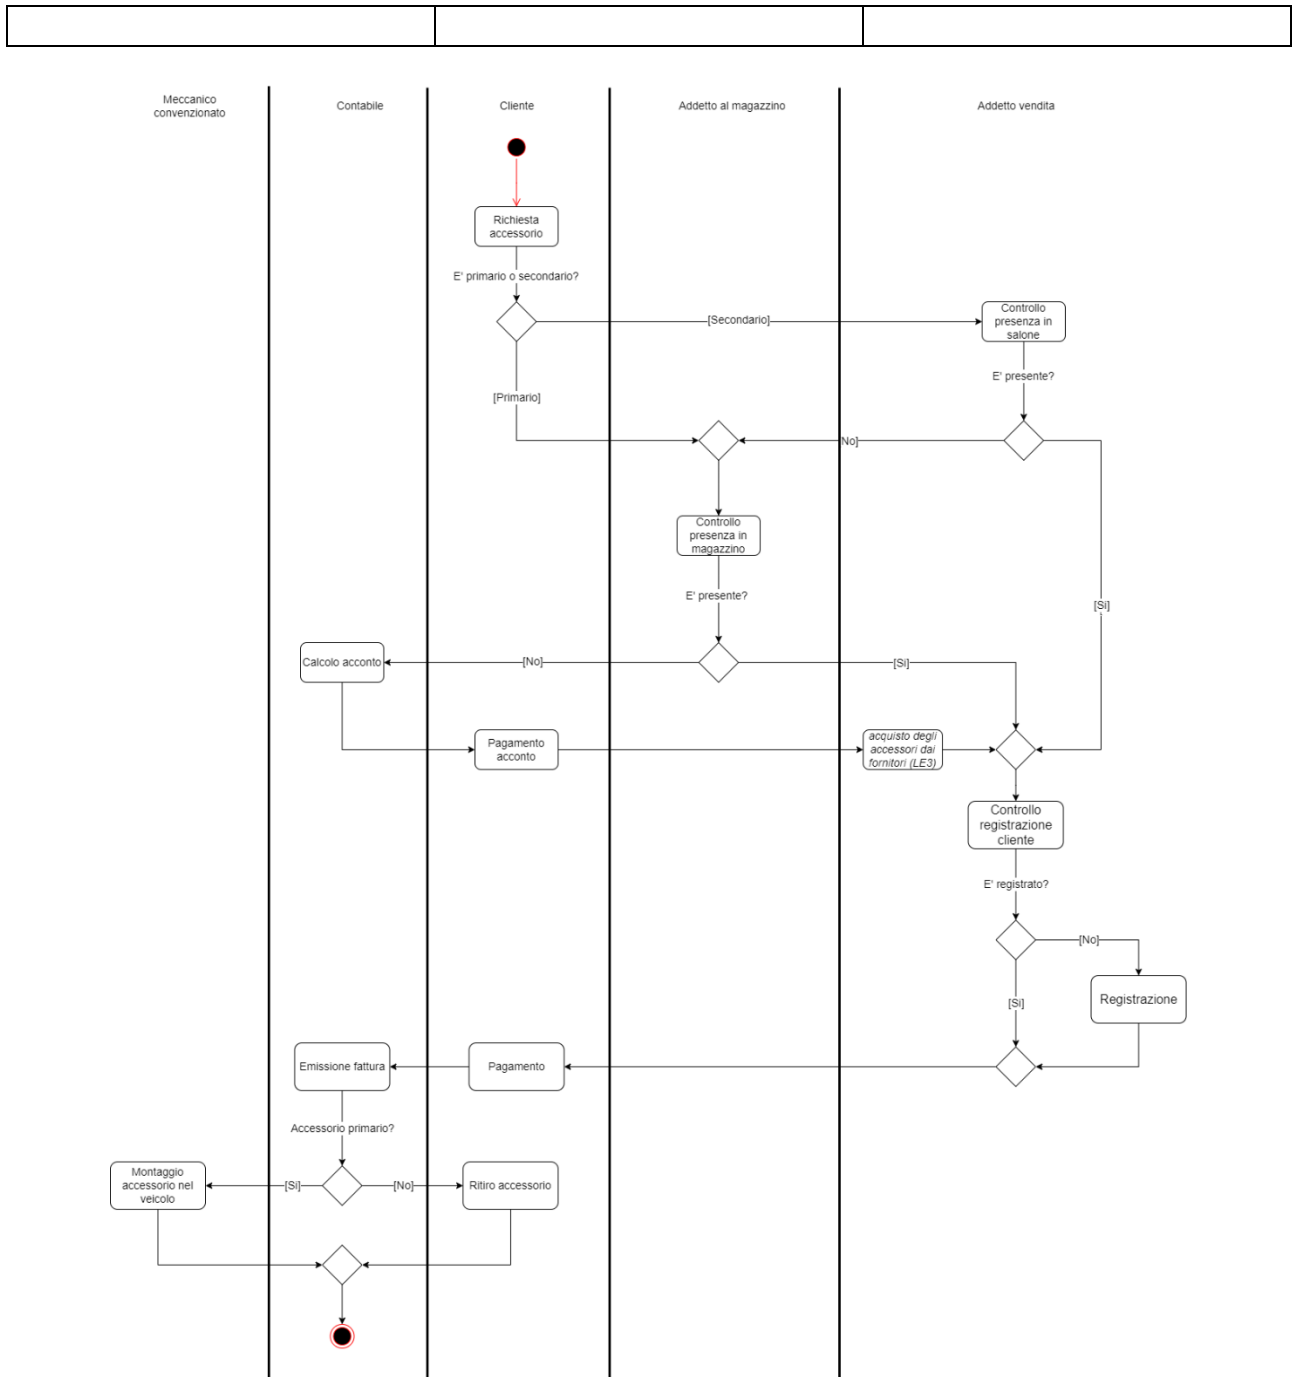 Meccanico
convenzionato
Contabile
Cliente
Addetto al magazzino
Addetto vendita
Richiesta
accessorio
E' primario o secondario?
[Secondario]
Controllo
presenza in
salone
E' presente?
[Primario]
No]
Controllo
presenza in
magazzino
E' presente?
[Si]
Calcolo acconto
[No]
[Si]
Pagamento
acconto
acquisto degli
accessori dai
fornitori (LE3)
Controllo
registrazione
cliente
E' registrato?
[No]
[Si]
Registrazione
Emissione fattura
Pagamento
Accessorio primario?
Montaggio
accessorio nel
veicolo
[Si]
[No]
Ritiro accessorio